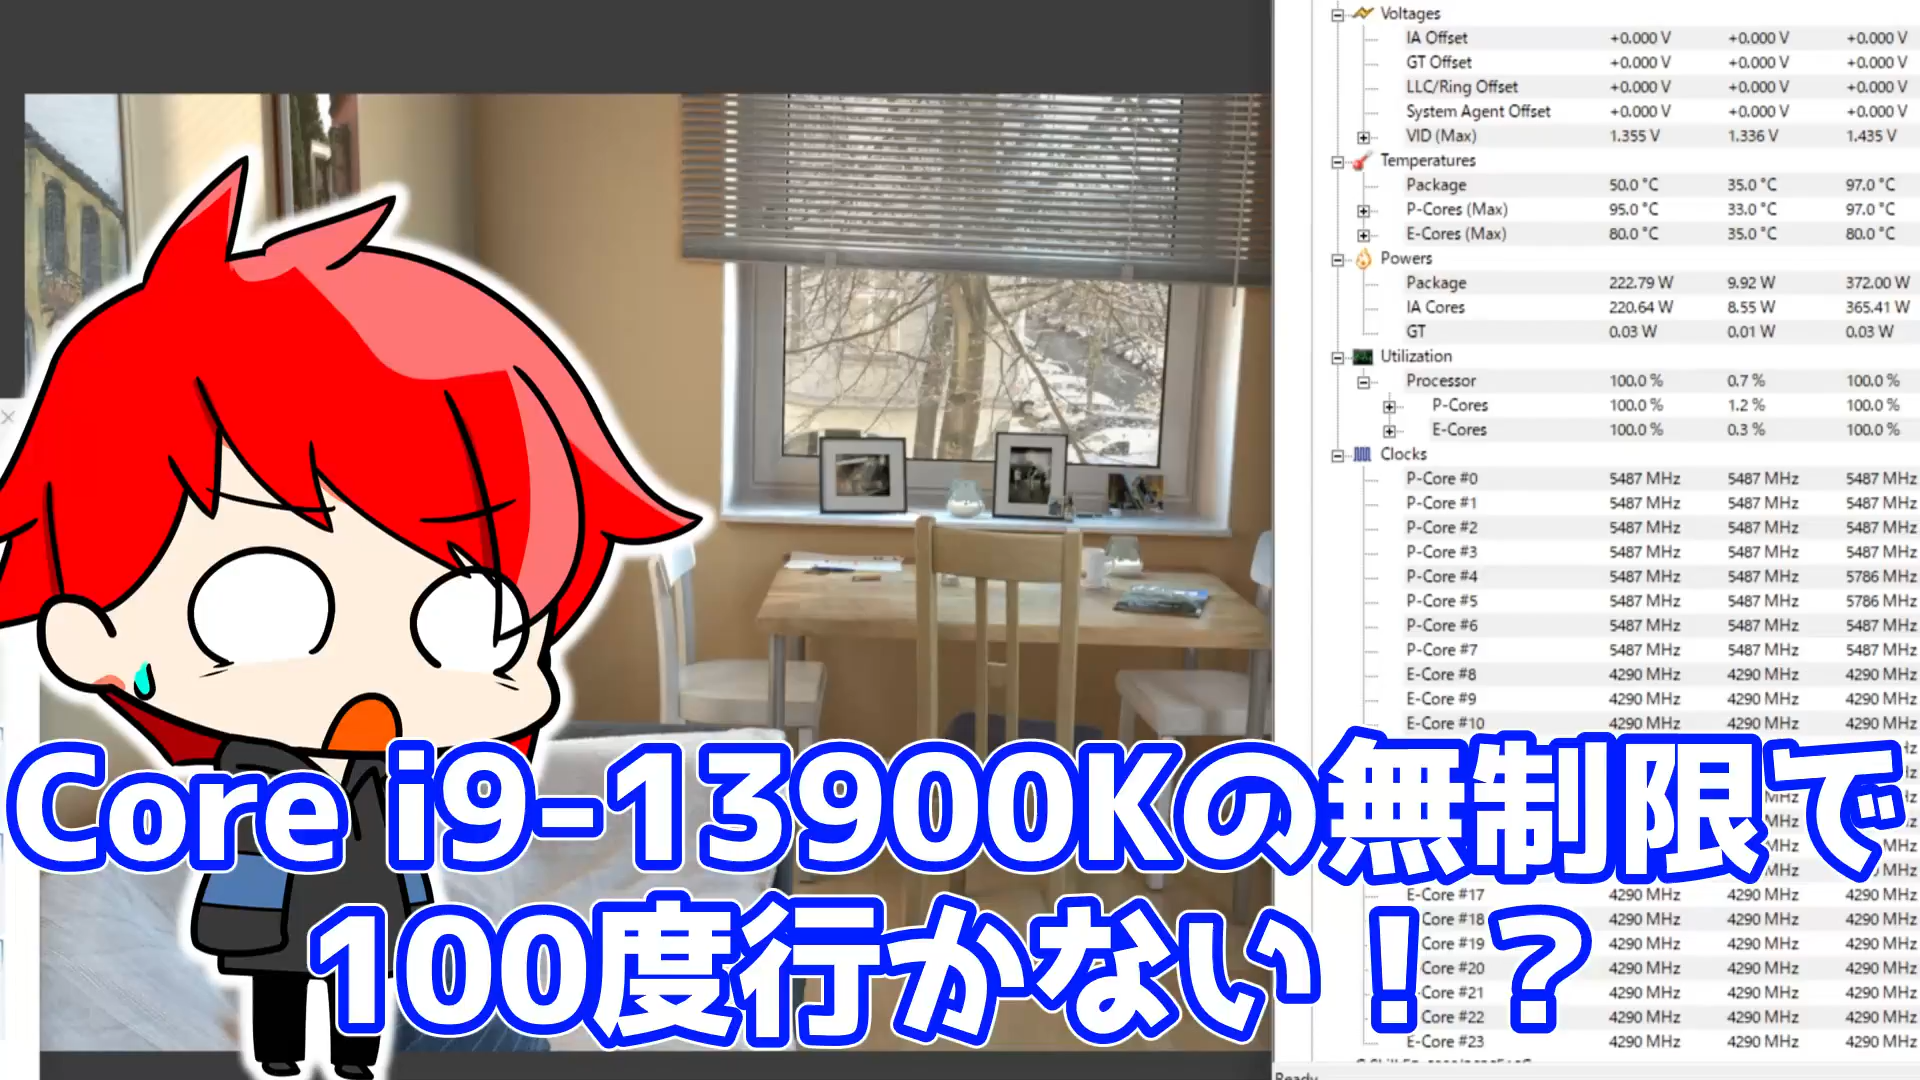 Voltages
IA Offset +0.000 V +0.000 V +0.000 V
GT Offset +0.000 V +0.000 V +0.000 V
LLC/Ring Offset +0.000 V +0.000 V +0.000 V
System Agent Offset +0.000 V +0.000 V +0.000 V
VID (Max) 1.355 V 1.336 V 1.435 V
Temperatures
Package 50.0 °C 35.0 °C 97.0 °C
P-Cores (Max) 95.0 °C 33.0 °C 97.0 °C
E-Cores (Max) 80.0 °C 35.0 °C 80.0 °C
Powers
Package 222.79 W 9.92 W 372.00 W
IA Cores 220.64 W 8.55 W 365.41 W
GT 0.03 W 0.01 W 0.03 W
Utilization
Processor 100.0 % 0.7 % 100.0 %
P-Cores 100.0 % 1.2 % 100.0 %
E-Cores 100.0 % 0.3 % 100.0 %
Clocks
P-Core #0 5487 MHz 5487 MHz 5487 MHz
P-Core #1 5487 MHz 5487 MHz 5487 MHz
P-Core #2 5487 MHz 5487 MHz 5487 MHz
P-Core #3 5487 MHz 5487 MHz 5487 MHz
P-Core #4 5487 MHz 5487 MHz 5786 MHz
P-Core #5 5487 MHz 5487 MHz 5786 MHz
P-Core #6 5487 MHz 5487 MHz 5487 MHz
P-Core #7 5487 MHz 5487 MHz 5487 MHz
E-Core #8 4290 MHz 4290 MHz 4290 MHz
E-Core #9 4290 MHz 4290 MHz 4290 MHz
E-Core #10 4290 MHz 4290 MHz 4290 MHz
Core i9-13900Kの無制限で
E-Core #17 4290 MHz 4290 MHz 4290 MHz
Core #18 4290 MHz 4290 MHz 4290 MHz
Core #19 4290 MHz 4290 MHz 4290 MHz
100度行かない！？
Core #20 4290 MHz 4290 MHz 4290 MHz
Core #21 4290 MHz 4290 MHz 4290 MHz
Core #22 4290 MHz 4290 MHz 4290 MHz
E-Core #23 4290 MHz 4290 MHz 4290 MHz
Ready